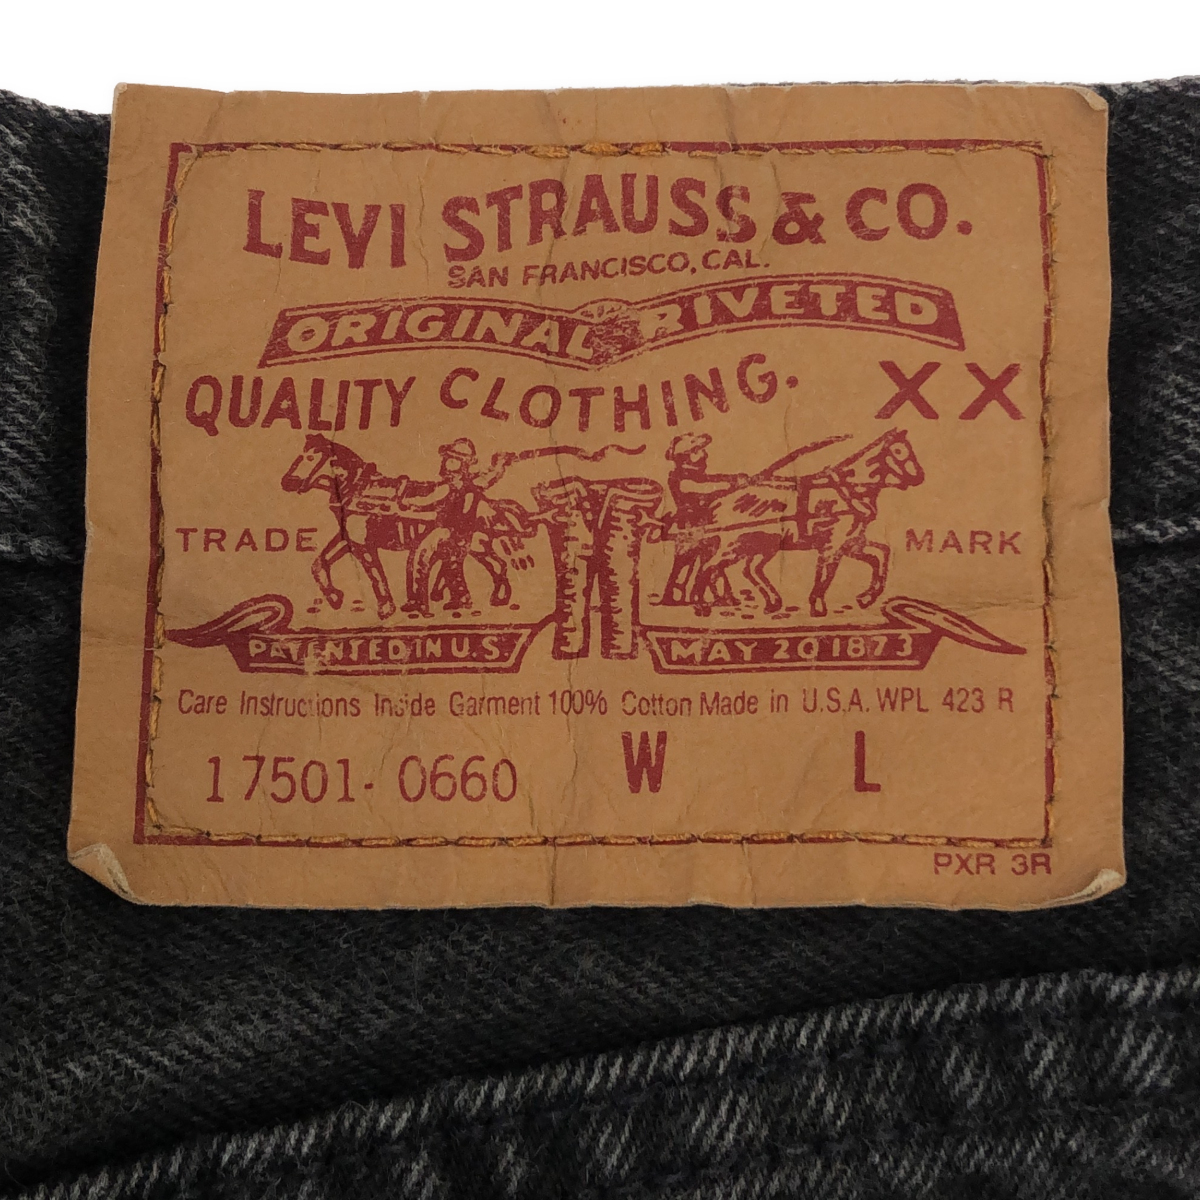 LEVI STRAUSS & CO.
SAN FRANCISCO, CAL.
ORIGINAL RIVETED
QUALITY CLOTHING. XX
TRADE MARK
PATENTED IN U.S. MAY 20 1873
Care Instructions Inside Garment 100% Cotton Made in U.S.A. WPL 423 R
17501-0660 W L
PXR 3R